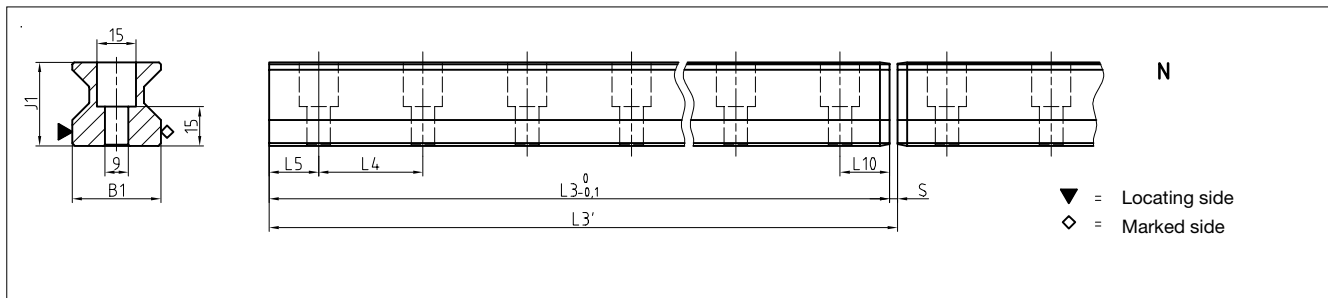 15
N
J1
15
9
B1
L5
L4
L10
L3 0 -0,1
S
L3'
▼ = Locating side
◇ = Marked side